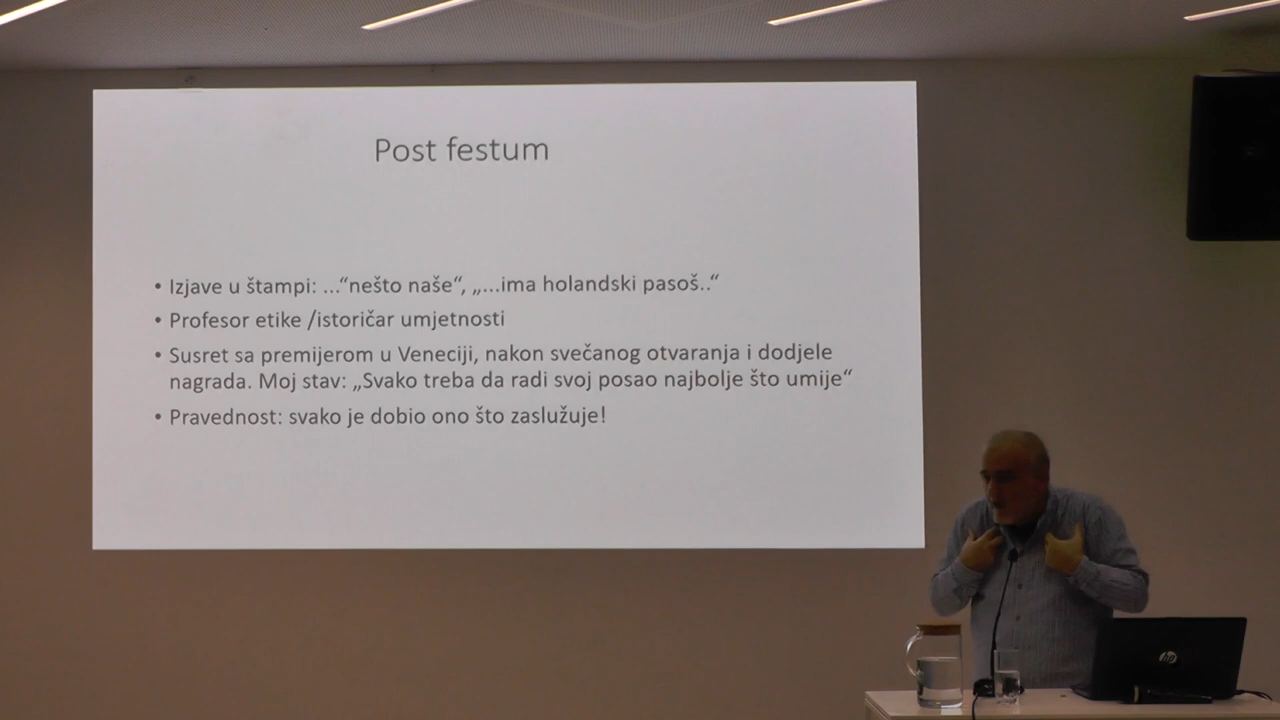 Post festum
• Izjave u štampi: ...“nešto naše“, „...ima holandski pasoš..“
• Profesor etike /istoričar umjetnosti
• Susret sa premijerom u Veneciji, nakon svečanog otvaranja i dodjele
nagrada. Moj stav: „Svako treba da radi svoj posao najbolje što umije“
• Pravednost: svako je dobio ono što zaslužuje!
hp